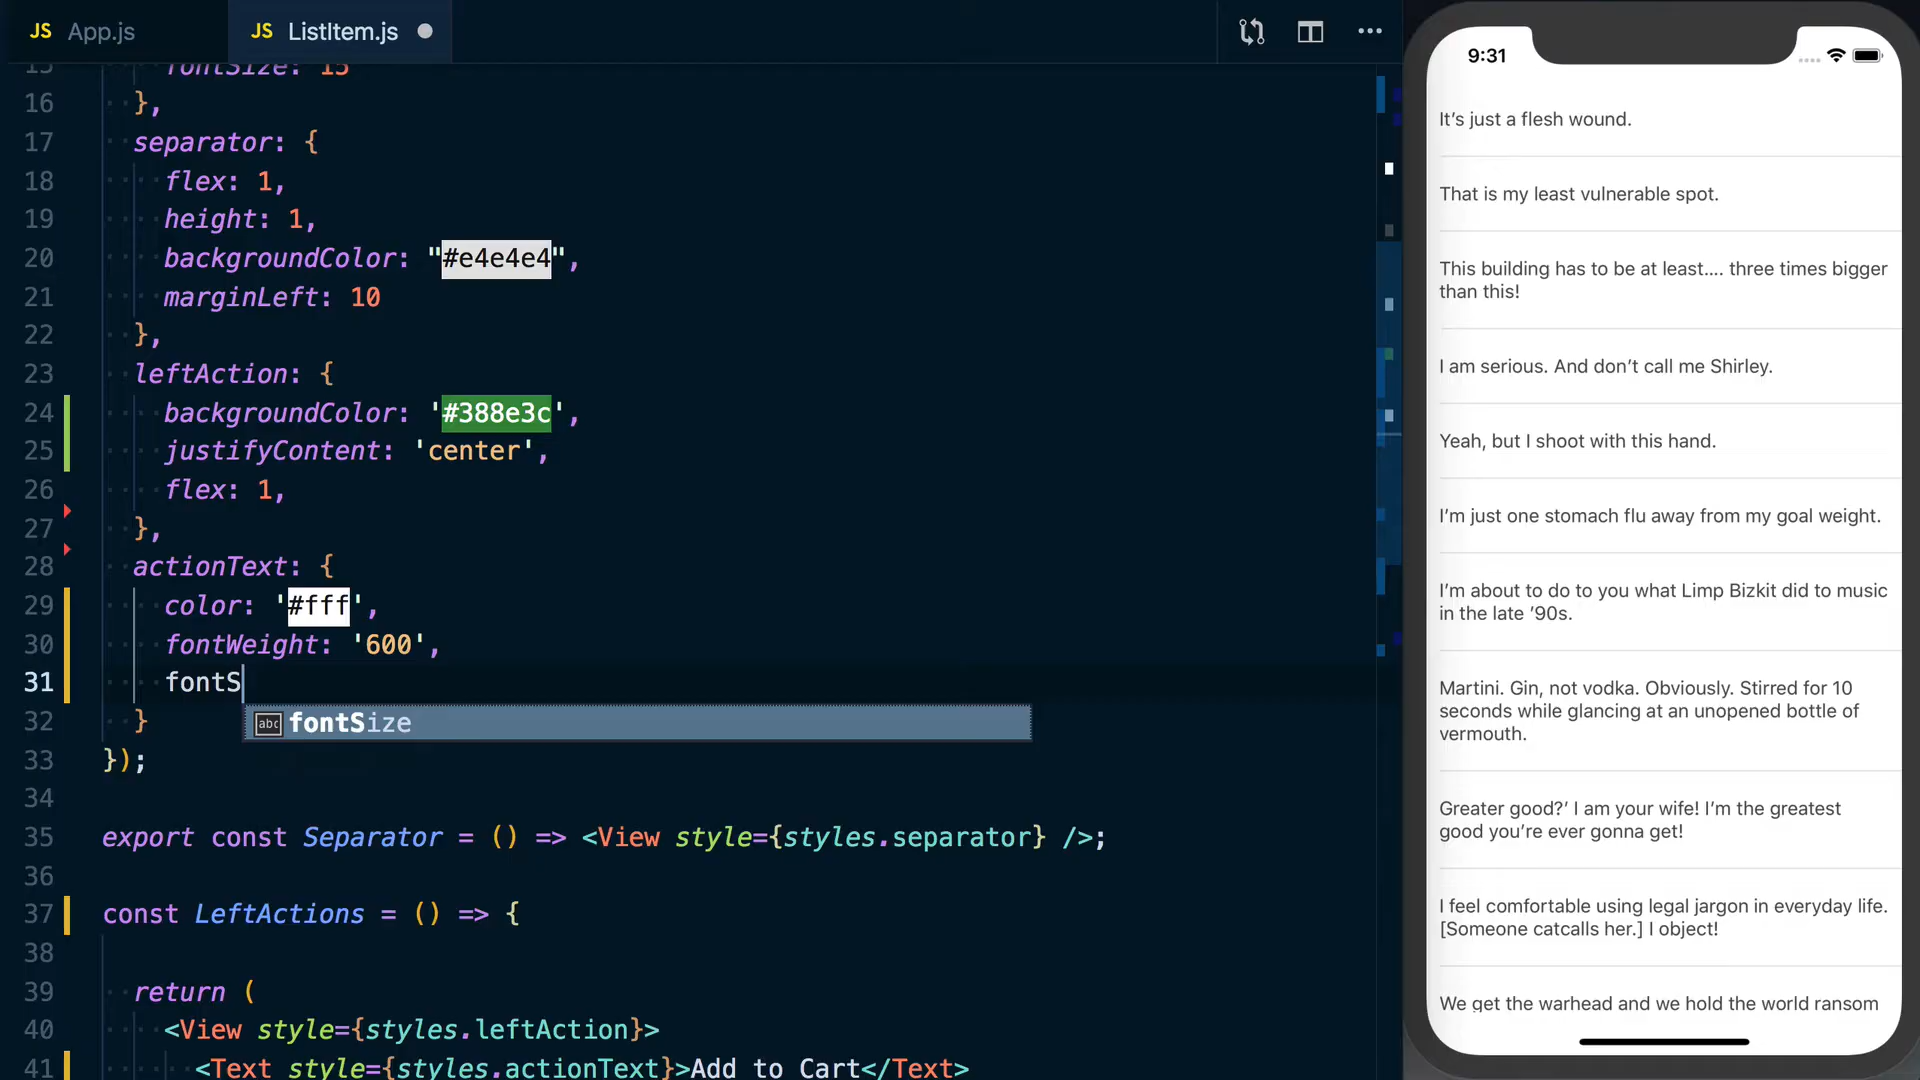 JS App.js
JS ListItem.js
15 fontSize: 15
16 },
17 separator: {
18 flex: 1,
19 height: 1,
20 backgroundColor: "#e4e4e4",
21 marginLeft: 10
22 },
23 leftAction: {
24 backgroundColor: '#388e3c',
25 justifyContent: 'center',
26 flex: 1,
27 },
28 actionText: {
29 color: '#fff',
30 fontWeight: '600',
31 fontS
abc fontSize
32 }
33 });
34
35 export const Separator = () => <View style={styles.separator} />;
36
37 const LeftActions = () => {
38
39 return (
40 <View style={styles.leftAction}>
41 <Text style={styles.actionText}>Add to Cart</Text>
9:31
It’s just a flesh wound.
That is my least vulnerable spot.
This building has to be at least.... three times bigger
than this!
I am serious. And don’t call me Shirley.
Yeah, but I shoot with this hand.
I’m just one stomach flu away from my goal weight.
I’m about to do to you what Limp Bizkit did to music
in the late ’90s.
Martini. Gin, not vodka. Obviously. Stirred for 10
seconds while glancing at an unopened bottle of
vermouth.
Greater good?’ I am your wife! I’m the greatest
good you’re ever gonna get!
I feel comfortable using legal jargon in everyday life.
[Someone catcalls her.] I object!
We get the warhead and we hold the world ransom